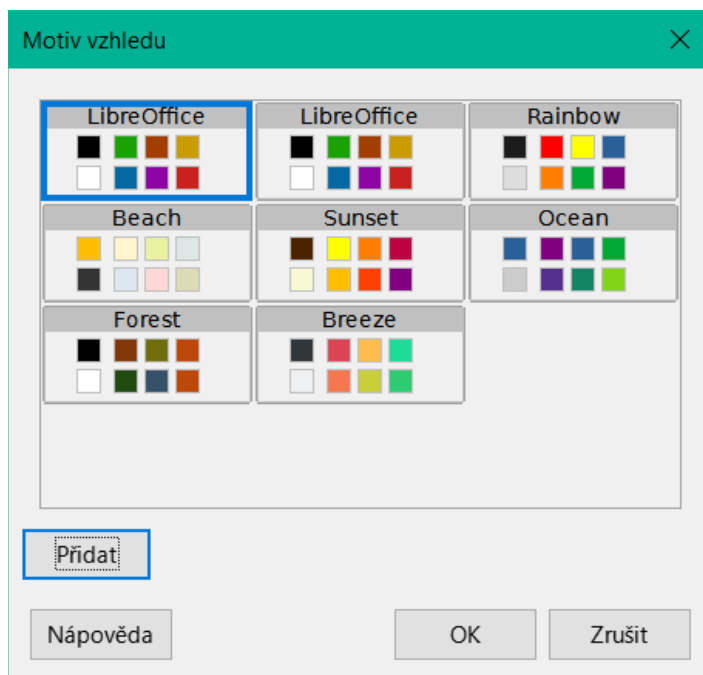 Motiv vzhledu
LibreOffice
LibreOffice
Rainbow
Beach
Sunset
Ocean
Forest
Breeze
Přidat
Nápověda
OK
Zrušit